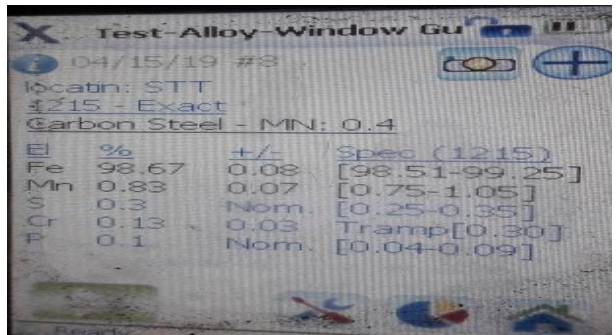 Test-Alloy-Window Gu
04/15/19 #8
locatin: STT
1215 - Exact
Carbon Steel - MN: 0.4
El % +/- Spec (1215)
Fe 98.67 0.08 [98.51-99.25]
Mn 0.83 0.07 [0.75-1.05]
S 0.3 Nom. [0.25-0.35]
Cr 0.13 0.03 Tramp[0.30]
P 0.1 Nom. [0.04-0.09]
Ready